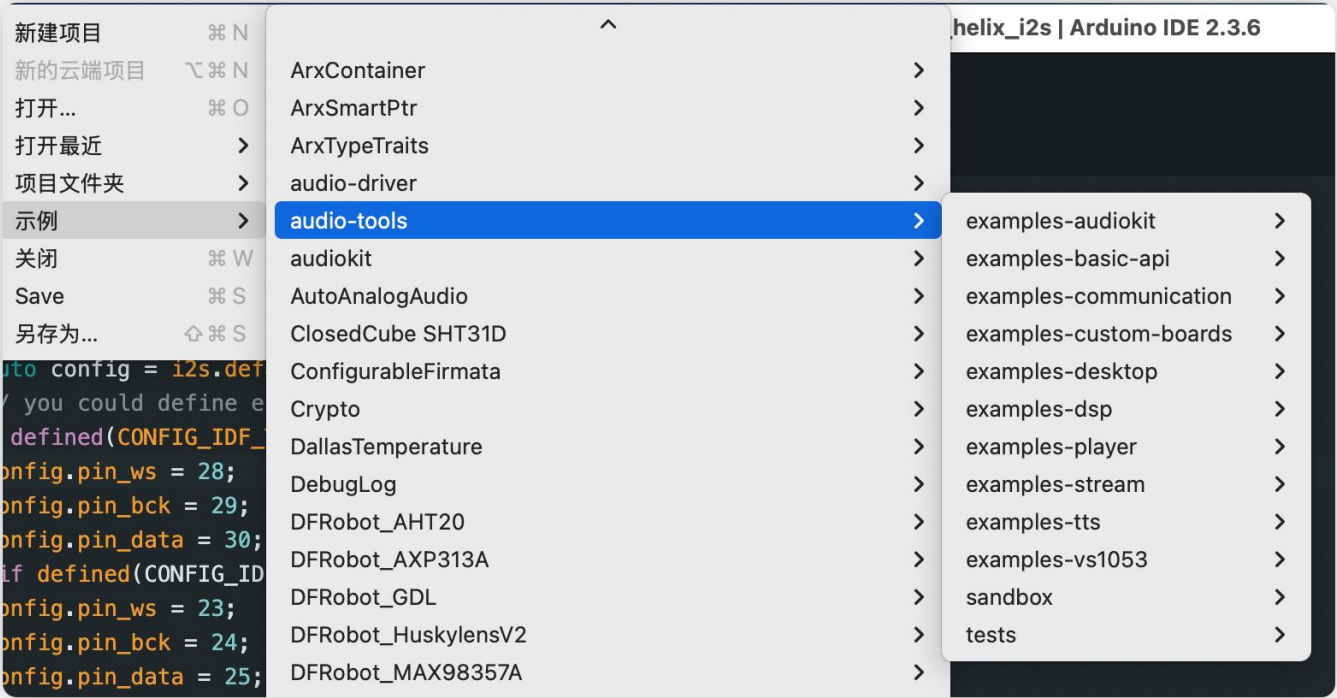 helix_i2s | Arduino IDE 2.3.6
新建项目 ⌘ N
新的云端项目 ⌥ ⌘ N
打开... ⌘ O
打开最近
项目文件夹
示例
关闭 ⌘ W
Save ⌘ S
另存为... ⇧ ⌘ S
ArxContainer
ArxSmartPtr
ArxTypeTraits
audio-driver
audio-tools
audiokit
AutoAnalogAudio
ClosedCube SHT31D
ConfigurableFirmata
Crypto
DallasTemperature
DebugLog
DFRobot_AHT20
DFRobot_AXP313A
DFRobot_GDL
DFRobot_HuskylensV2
DFRobot_MAX98357A
examples-audiokit
examples-basic-api
examples-communication
examples-custom-boards
examples-desktop
examples-dsp
examples-player
examples-stream
examples-tts
examples-vs1053
sandbox
tests
uto config = i2s.def
/ you could define e
defined(CONFIG_IDF_
onfig.pin_ws = 28;
onfig.pin_bck = 29;
onfig.pin_data = 30;
if defined(CONFIG_ID
onfig.pin_ws = 23;
onfig.pin_bck = 24;
onfig.pin_data = 25;